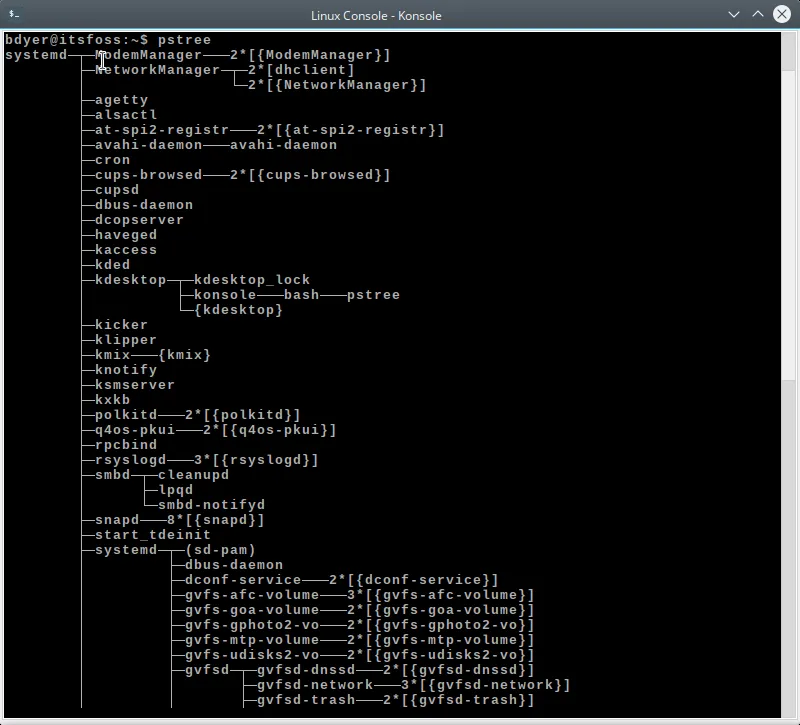 Linux Console - Konsole
bdyer@itsfoss:~$ pstree
systemd─┬─ModemManager───2*[{ModemManager}]
        ├─NetworkManager─┬─2*[dhclient]
        │                └─2*[{NetworkManager}]
        ├─agetty
        ├─alsactl
        ├─at-spi2-registr───2*[{at-spi2-registr}]
        ├─avahi-daemon───avahi-daemon
        ├─cron
        ├─cups-browsed───2*[{cups-browsed}]
        ├─cupsd
        ├─dbus-daemon
        ├─dcopserver
        ├─haveged
        ├─kaccess
        ├─kded
        ├─kdesktop─┬─kdesktop_lock
        │          ├─konsole───bash───pstree
        │          └─{kdesktop}
        ├─kicker
        ├─klipper
        ├─kmix───{kmix}
        ├─knotify
        ├─ksmserver
        ├─kxkb
        ├─polkitd───2*[{polkitd}]
        ├─q4os-pkui───2*[{q4os-pkui}]
        ├─rpcbind
        ├─rsyslogd───3*[{rsyslogd}]
        ├─smbd─┬─cleanupd
        │      ├─lpqd
        │      └─smbd-notifyd
        ├─snapd───8*[{snapd}]
        ├─start_tdeinit
        ├─systemd─┬─(sd-pam)
        │         ├─dbus-daemon
        │         ├─dconf-service───2*[{dconf-service}]
        │         ├─gvfs-afc-volume───3*[{gvfs-afc-volume}]
        │         ├─gvfs-goa-volume───2*[{gvfs-goa-volume}]
        │         ├─gvfs-gphoto2-vo───2*[{gvfs-gphoto2-vo}]
        │         ├─gvfs-mtp-volume───2*[{gvfs-mtp-volume}]
        │         ├─gvfs-udisks2-vo───2*[{gvfs-udisks2-vo}]
        │         ├─gvfsd─┬─gvfsd-dnssd───2*[{gvfsd-dnssd}]
        │         │       ├─gvfsd-network───3*[{gvfsd-network}]
        │         │       ├─gvfsd-trash───2*[{gvfsd-trash}]